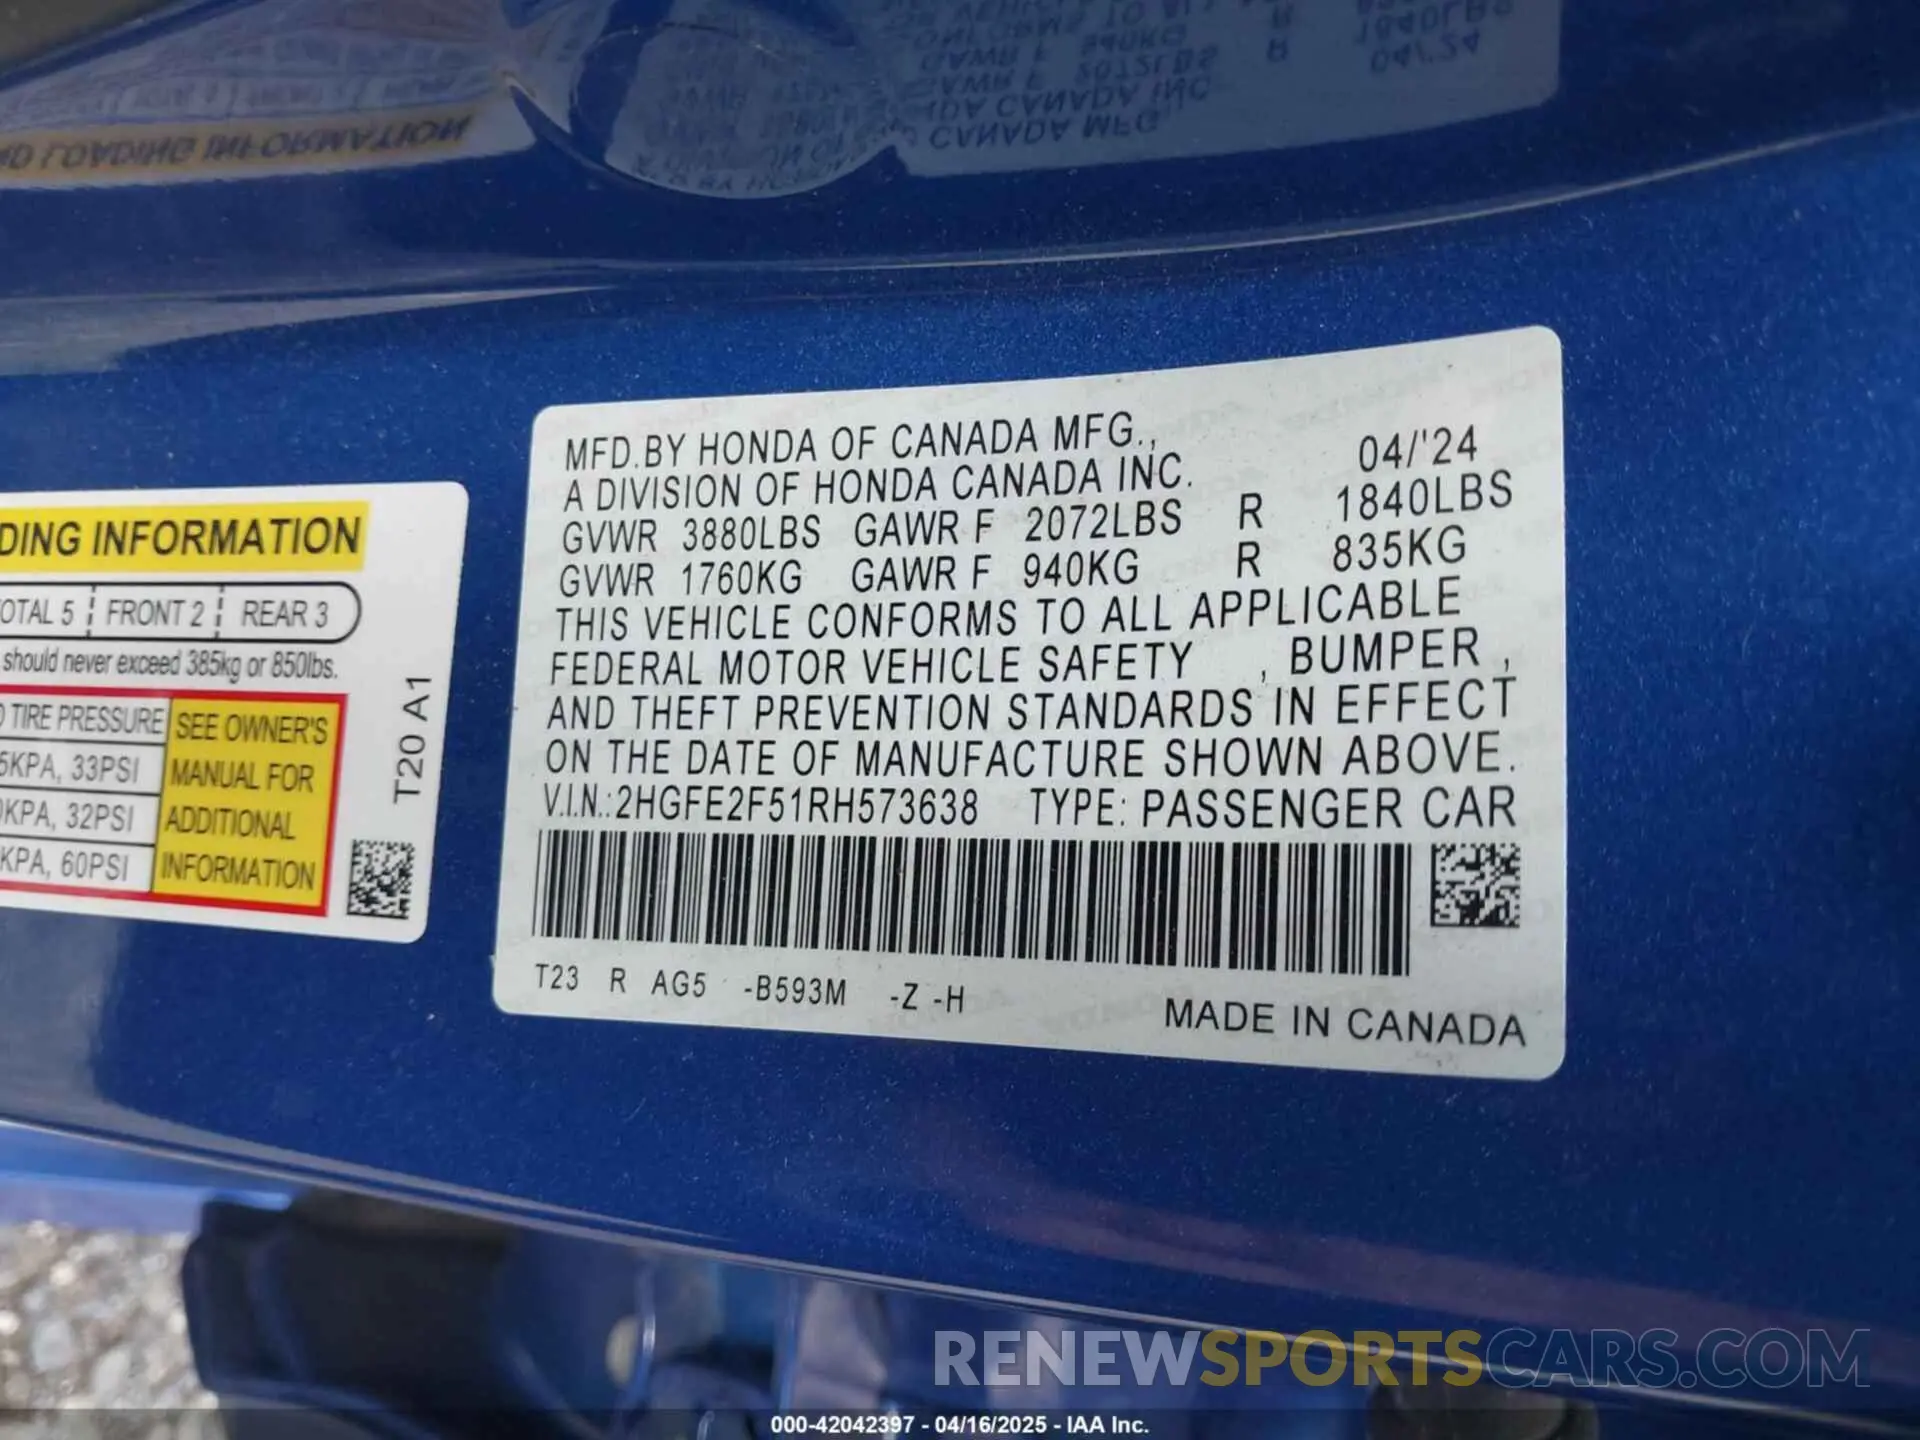 DING INFORMATION
OTAL 5 FRONT 2 REAR 3
should never exceed 385kg or 850lbs.
TIRE PRESSURE
5KPA, 33PSI
KPA, 32PSI
KPA, 60PSI
SEE OWNER'S
MANUAL FOR
ADDITIONAL
INFORMATION
T20 A1
MFD.BY HONDA OF CANADA MFG.,
A DIVISION OF HONDA CANADA INC. 04/'24
GVWR 3880LBS GAWR F 2072LBS R 1840LBS
GVWR 1760KG GAWR F 940KG R 835KG
THIS VEHICLE CONFORMS TO ALL APPLICABLE
FEDERAL MOTOR VEHICLE SAFETY , BUMPER ,
AND THEFT PREVENTION STANDARDS IN EFFECT
ON THE DATE OF MANUFACTURE SHOWN ABOVE.
V.I.N.:2HGFE2F51RH573638 TYPE: PASSENGER CAR
T23 R AG5 -B593M -Z -H
MADE IN CANADA
RENEWSPORTSCARS.COM
000-42042397 - 04/16/2025 - IAA Inc.